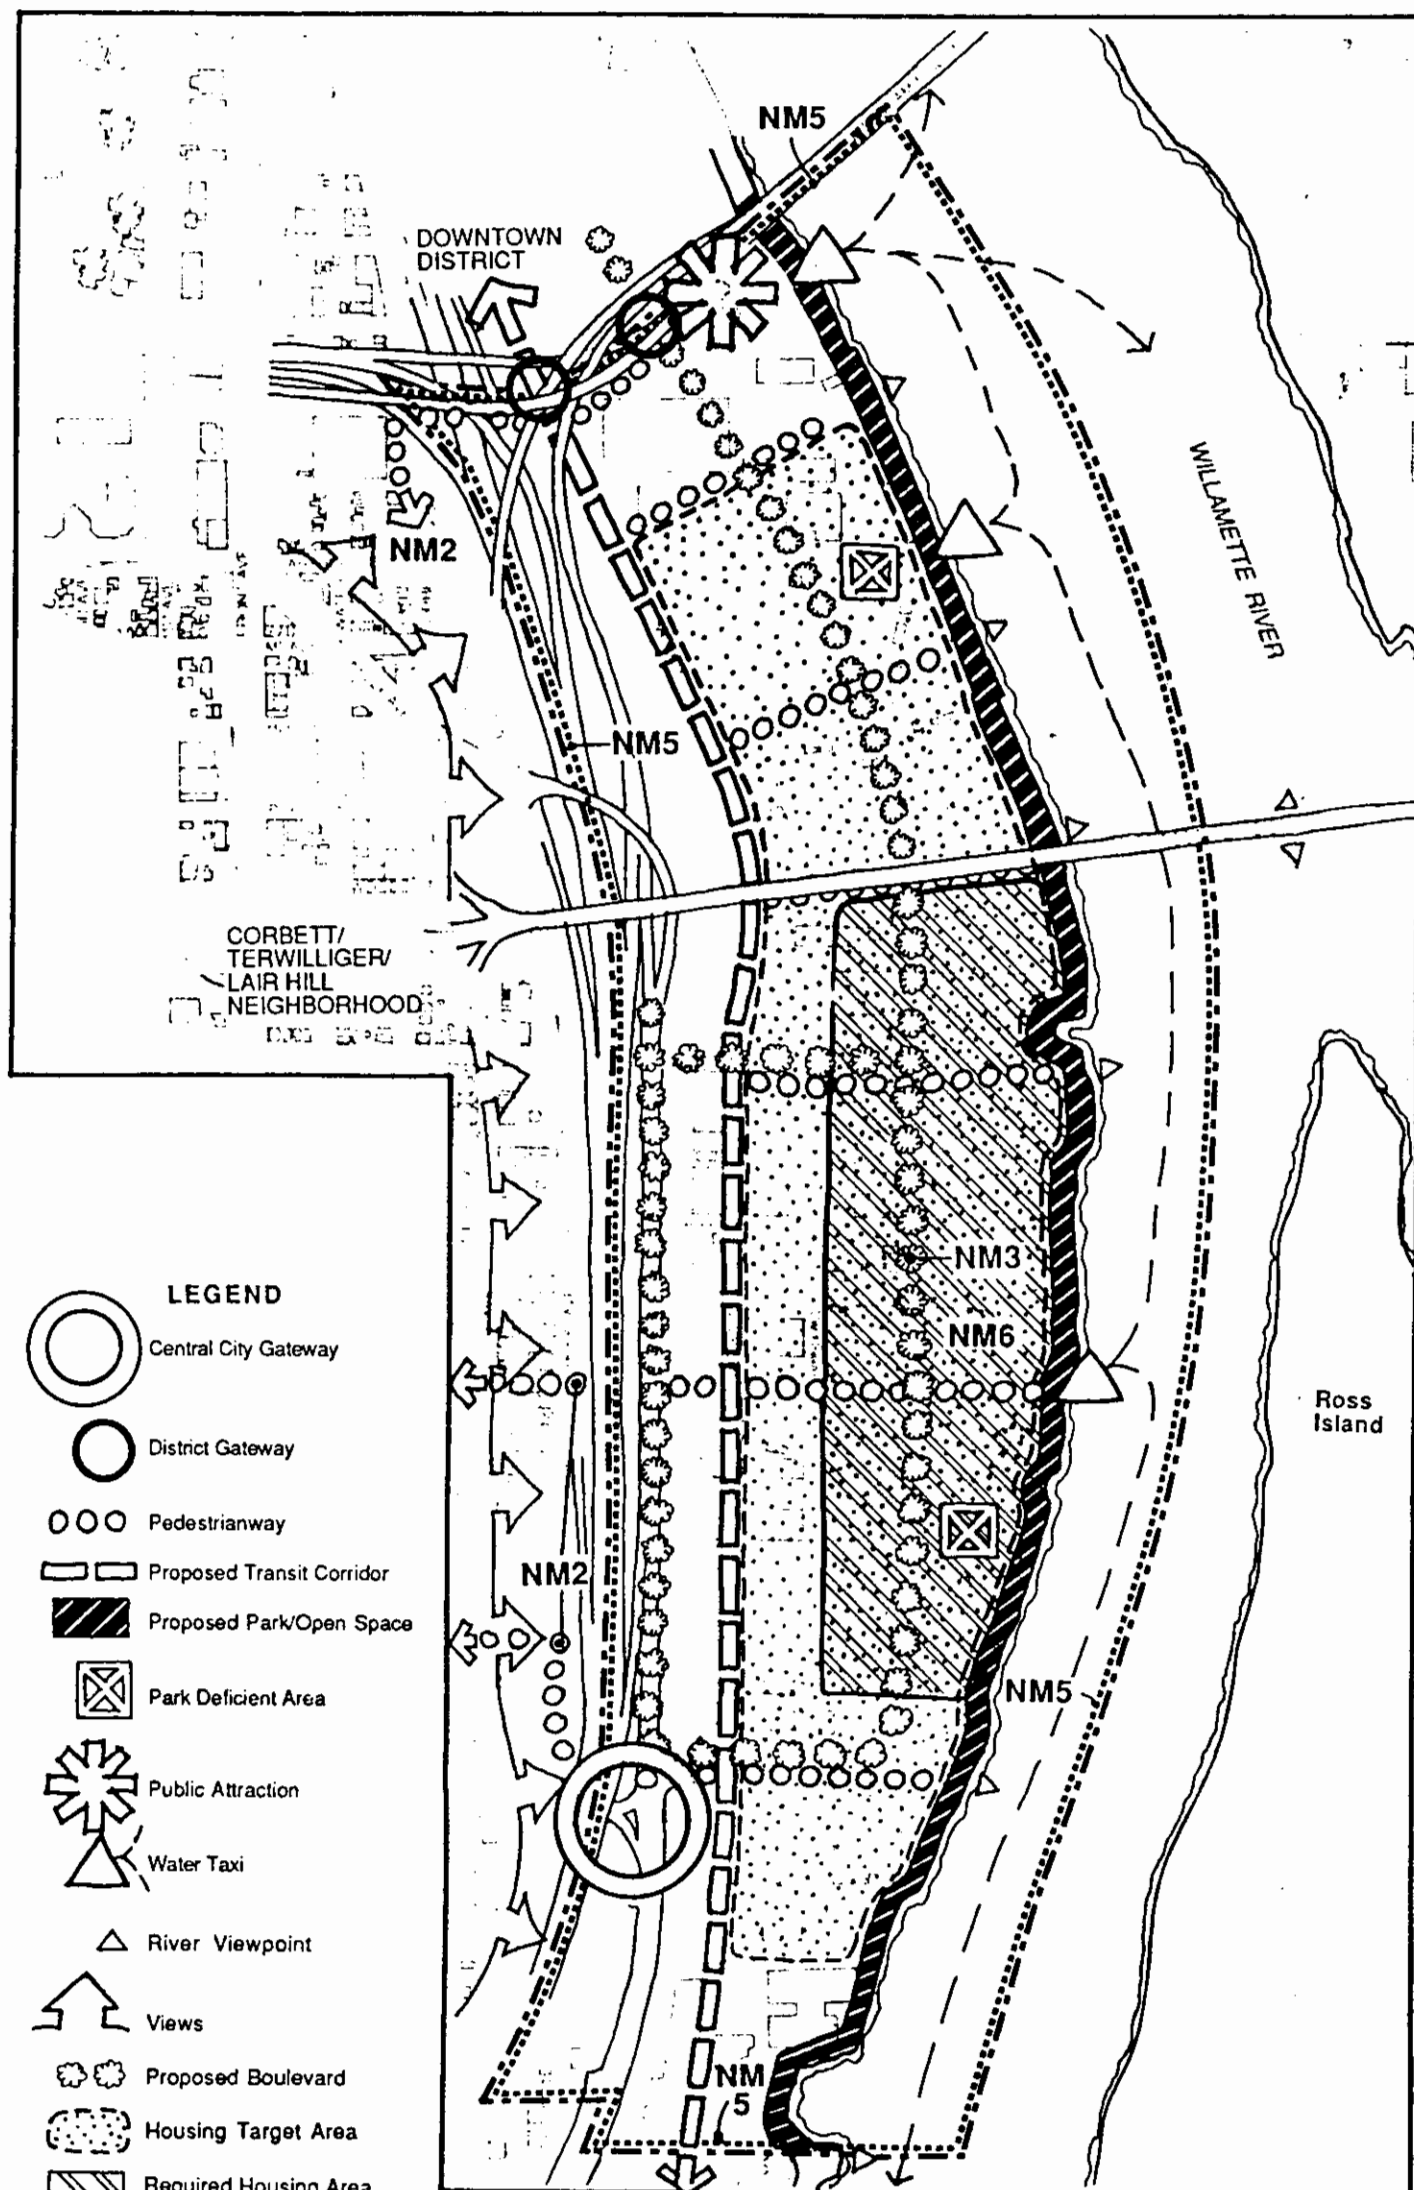 NM5
DOWNTOWN
DISTRICT
NM2
WILLAMETTE RIVER
NM5
CORBETT/
TERWILLIGER/
LAIR HILL
NEIGHBORHOOD
NM3
NM6
Ross
Island
NM2
NM5
NM
5
LEGEND
Central City Gateway
District Gateway
Pedestrianway
Proposed Transit Corridor
Proposed Park/Open Space
Park Deficient Area
Public Attraction
Water Taxi
River Viewpoint
Views
Proposed Boulevard
Housing Target Area
Required Housing Area